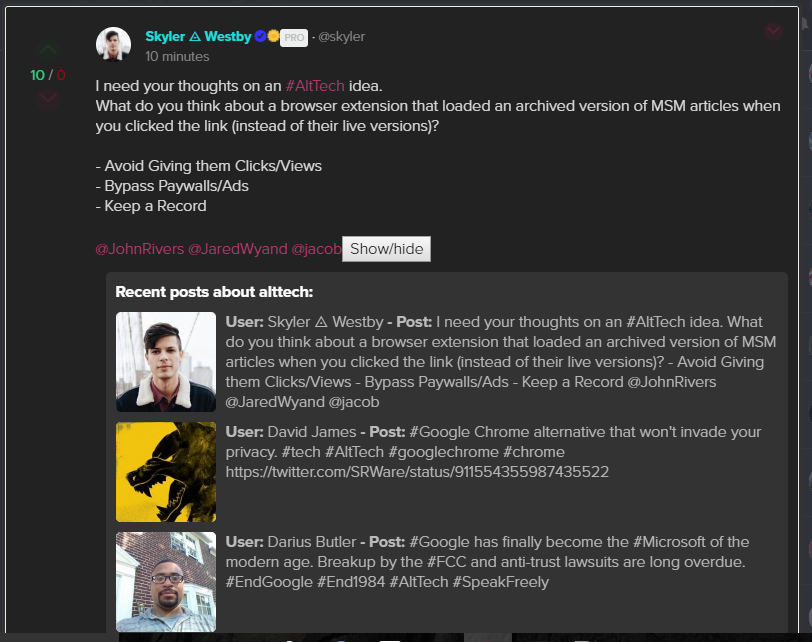 Skyler ⚠ Westby PRO · @skyler
10 minutes
10 / 0
I need your thoughts on an #AltTech idea.
What do you think about a browser extension that loaded an archived version of MSM articles when
you clicked the link (instead of their live versions)?
- Avoid Giving them Clicks/Views
- Bypass Paywalls/Ads
- Keep a Record
@JohnRivers @JaredWyand @jacob Show/hide
Recent posts about alttech:
User: Skyler ⚠ Westby - Post: I need your thoughts on an #AltTech idea. What
do you think about a browser extension that loaded an archived version of MSM
articles when you clicked the link (instead of their live versions)? - Avoid Giving
them Clicks/Views - Bypass Paywalls/Ads - Keep a Record @JohnRivers
@JaredWyand @jacob
User: David James - Post: #Google Chrome alternative that won't invade your
privacy. #tech #AltTech #googlechrome #chrome
https://twitter.com/SRWare/status/911554355987435522
User: Darius Butler - Post: #Google has finally become the #Microsoft of the
modern age. Breakup by the #FCC and anti-trust lawsuits are long overdue.
#EndGoogle #End1984 #AltTech #SpeakFreely